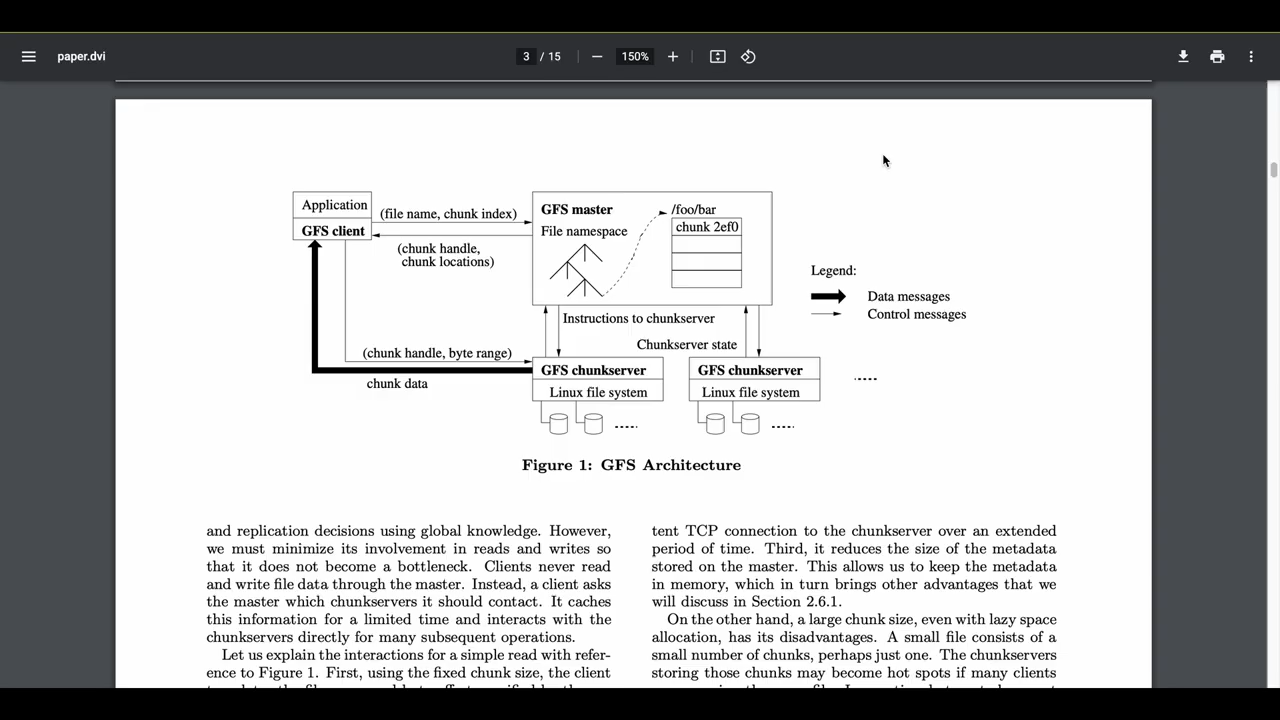 paper.dvi
3 / 15
150%
Application
GFS client
(file name, chunk index)
(chunk handle,
chunk locations)
GFS master
File namespace
/foo/bar
chunk 2ef0
Legend:
Data messages
Control messages
Instructions to chunkserver
Chunkserver state
(chunk handle, byte range)
chunk data
GFS chunkserver
Linux file system
GFS chunkserver
Linux file system
Figure 1: GFS Architecture
and replication decisions using global knowledge. However,
we must minimize its involvement in reads and writes so
that it does not become a bottleneck. Clients never read
and write file data through the master. Instead, a client asks
the master which chunkservers it should contact. It caches
this information for a limited time and interacts with the
chunkservers directly for many subsequent operations.
Let us explain the interactions for a simple read with refer-
ence to Figure 1. First, using the fixed chunk size, the client
tent TCP connection to the chunkserver over an extended
period of time. Third, it reduces the size of the metadata
stored on the master. This allows us to keep the metadata
in memory, which in turn brings other advantages that we
will discuss in Section 2.6.1.
On the other hand, a large chunk size, even with lazy space
allocation, has its disadvantages. A small file consists of a
small number of chunks, perhaps just one. The chunkservers
storing those chunks may become hot spots if many clients